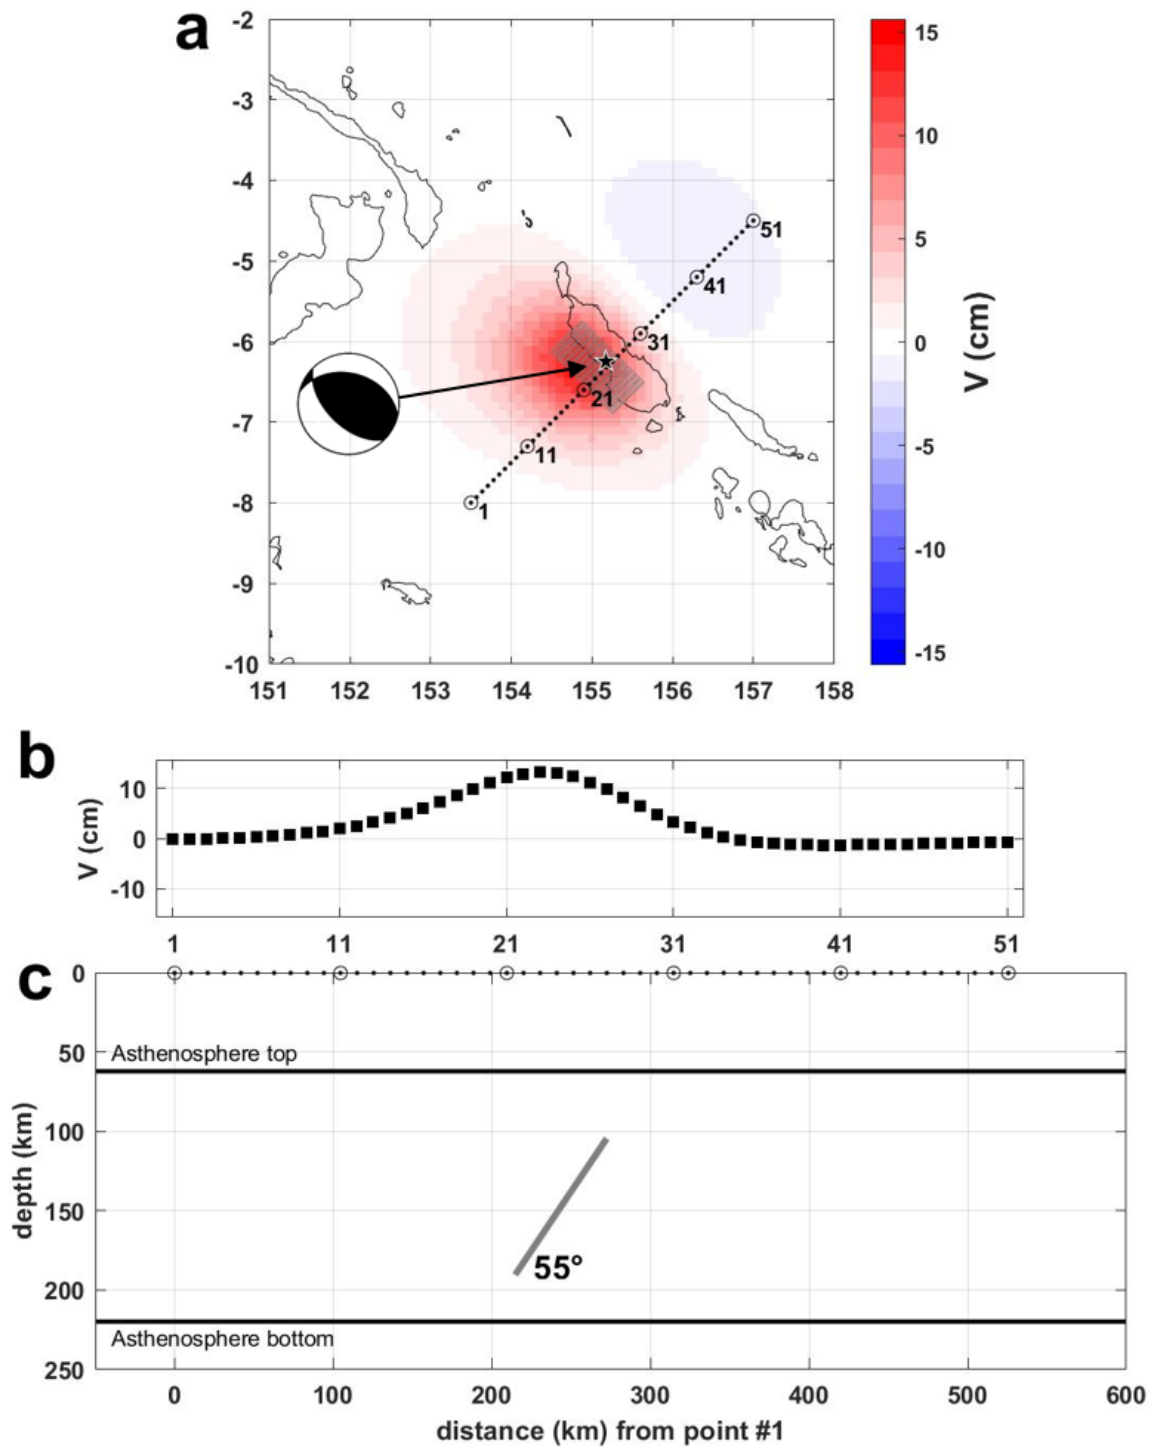 a
-2
-3
-4
-5
-6
-7
-8
-9
-10
151 152 153 154 155 156 157 158
51
41
31
21
11
1
15
10
5
0
-5
-10
-15
V (cm)
b
10
0
-10
V (cm)
1 11 21 31 41 51
c
0
50
100
150
200
250
depth (km)
Asthenosphere top
55°
Asthenosphere bottom
0 100 200 300 400 500 600
distance (km) from point #1